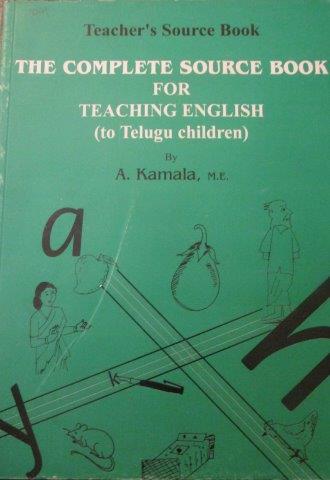 Teacher's Source Book
THE COMPLETE SOURCE BOOK
FOR
TEACHING ENGLISH
(to Telugu children)
By
A. Kamala, M.E.
a
h
y